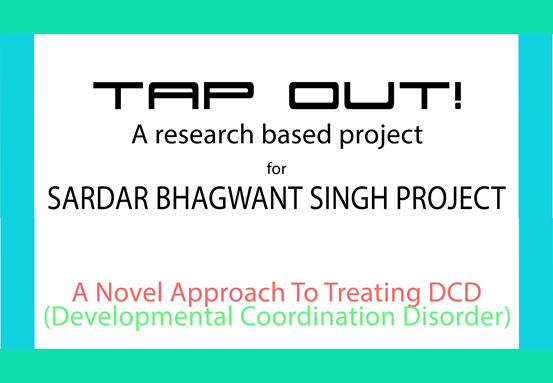 TAP OUT!
A research based project
for
SARDAR BHAGWANT SINGH PROJECT
A Novel Approach To Treating DCD
(Developmental Coordination Disorder)